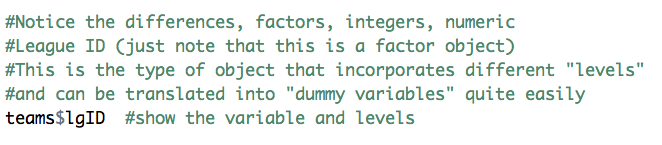 #Notice the differences, factors, integers, numeric
#League ID (just note that this is a factor object)
#This is the type of object that incorporates different "levels"
#and can be translated into "dummy variables" quite easily
teams$lgID  #show the variable and levels